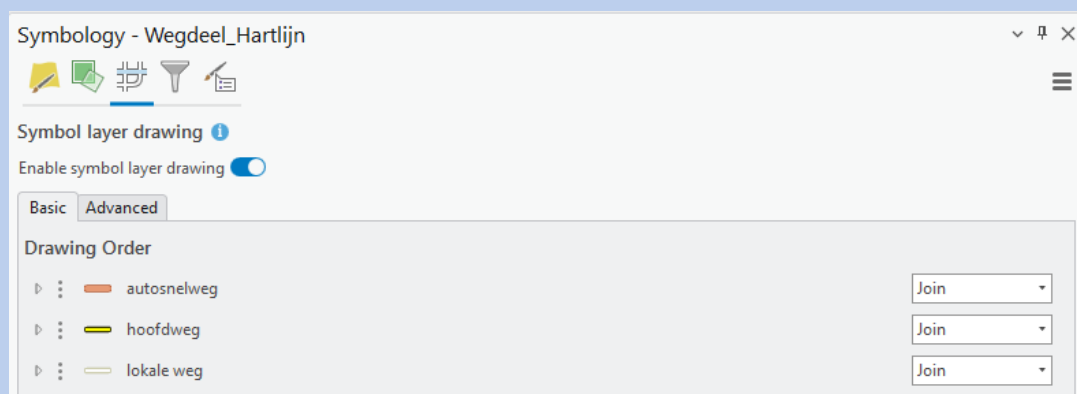 Symbology - Wegdeel_Hartlijn
Symbol layer drawing
Enable symbol layer drawing
Basic Advanced
Drawing Order
autosnelweg Join
hoofdweg Join
lokale weg Join